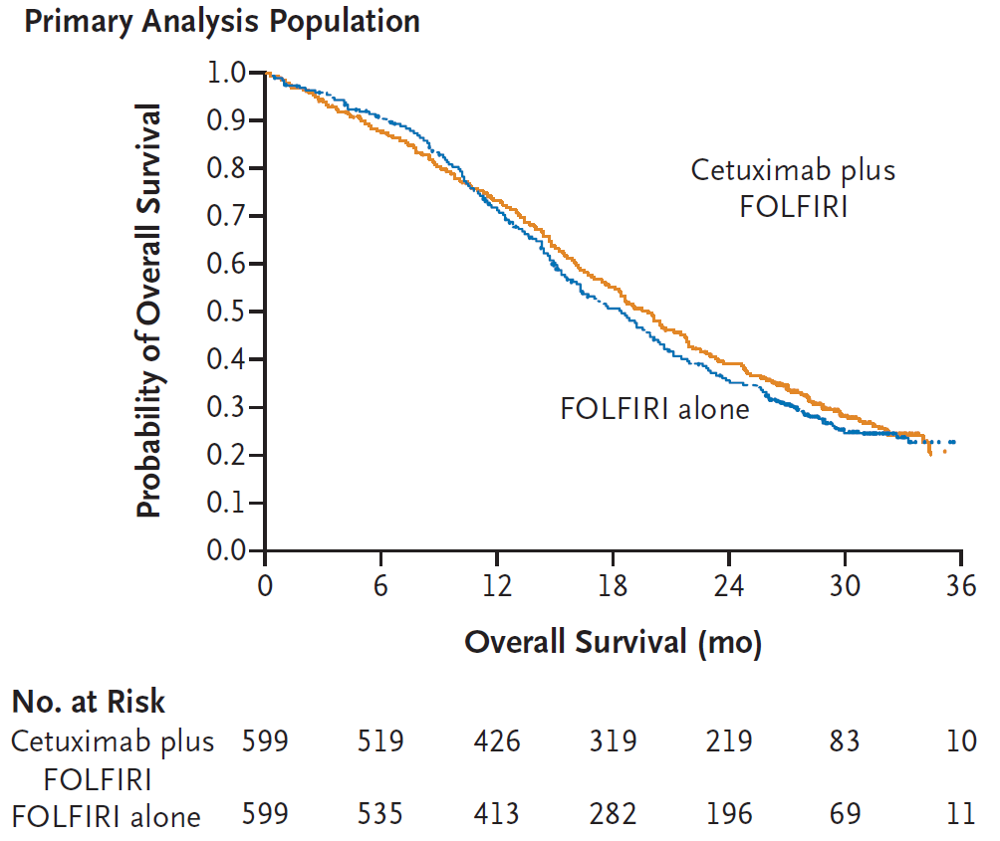 Primary Analysis Population
Probability of Overall Survival
1.0
0.9
0.8
0.7
0.6
0.5
0.4
0.3
0.2
0.1
0.0
Cetuximab plus
FOLFIRI
FOLFIRI alone
0 6 12 18 24 30 36
Overall Survival (mo)
No. at Risk
Cetuximab plus 599 519 426 319 219 83 10
FOLFIRI
FOLFIRI alone 599 535 413 282 196 69 11